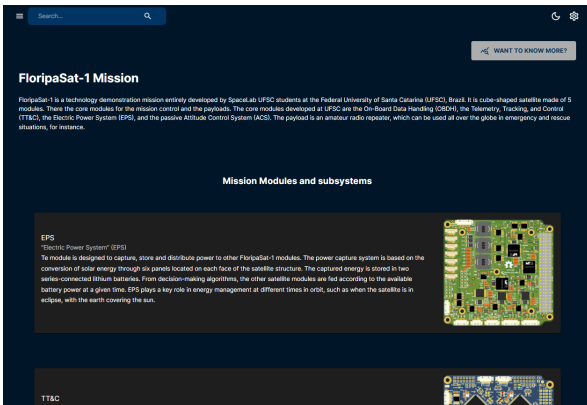 Search...
WANT TO KNOW MORE?
FloripaSat-1 Mission
FloripaSat-1 is a technology demonstration mission entirely developed by SpaceLab UFSC students at the Federal University of Santa Catarina (UFSC), Brazil. It is cube-shaped satellite made of 5
modules. There the core modules for the mission control and the payloads. The core modules developed at UFSC are the On-Board Data Handling (OBDH), the Telemetry, Tracking, and Control
(TT&C), the Electric Power System (EPS), and the passive Attitude Control System (ACS). The payload is an amateur radio repeater, which can be used all over the globe in emergency and rescue
situations, for instance.
Mission Modules and subsystems
EPS
"Electric Power System" (EPS)
Te module is designed to capture, store and distribute power to other FloripaSat-1 modules. The power capture system is based on the
conversion of solar energy through six panels located on each face of the satellite structure. The captured energy is stored in two
series-connected lithium batteries. From decision-making algorithms, the other satellite modules are fed according to the available
battery power at a given time. EPS plays a key role in energy management at different times in orbit, such as when the satellite is in
eclipse, with the earth covering the sun.
TT&C